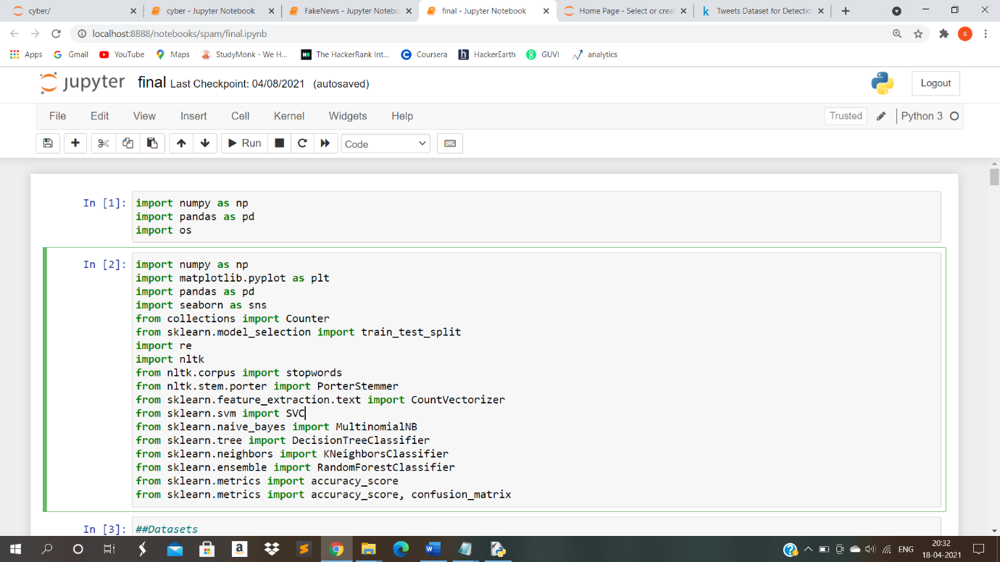 cyber/
cyber - Jupyter Notebook
FakeNews - Jupyter Notebo
final - Jupyter Notebook
Home Page - Select or crea
Tweets Dataset for Detectio
localhost:8888/notebooks/spam/final.ipynb
Apps Gmail YouTube Maps StudyMonk - We H... The HackerRank Int... Coursera HackerEarth GUVI analytics
jupyter final Last Checkpoint: 04/08/2021 (autosaved)
Logout
File Edit View Insert Cell Kernel Widgets Help
Trusted
Python 3
Run
Code
In [1]: import numpy as np
import pandas as pd
import os
In [2]: import numpy as np
import matplotlib.pyplot as plt
import pandas as pd
import seaborn as sns
from collections import Counter
from sklearn.model_selection import train_test_split
import re
import nltk
from nltk.corpus import stopwords
from nltk.stem.porter import PorterStemmer
from sklearn.feature_extraction.text import CountVectorizer
from sklearn.svm import SVC
from sklearn.naive_bayes import MultinomialNB
from sklearn.tree import DecisionTreeClassifier
from sklearn.neighbors import KNeighborsClassifier
from sklearn.ensemble import RandomForestClassifier
from sklearn.metrics import accuracy_score
from sklearn.metrics import accuracy_score, confusion_matrix
In [3]: ##Datasets
ENG
20:32
18-04-2021